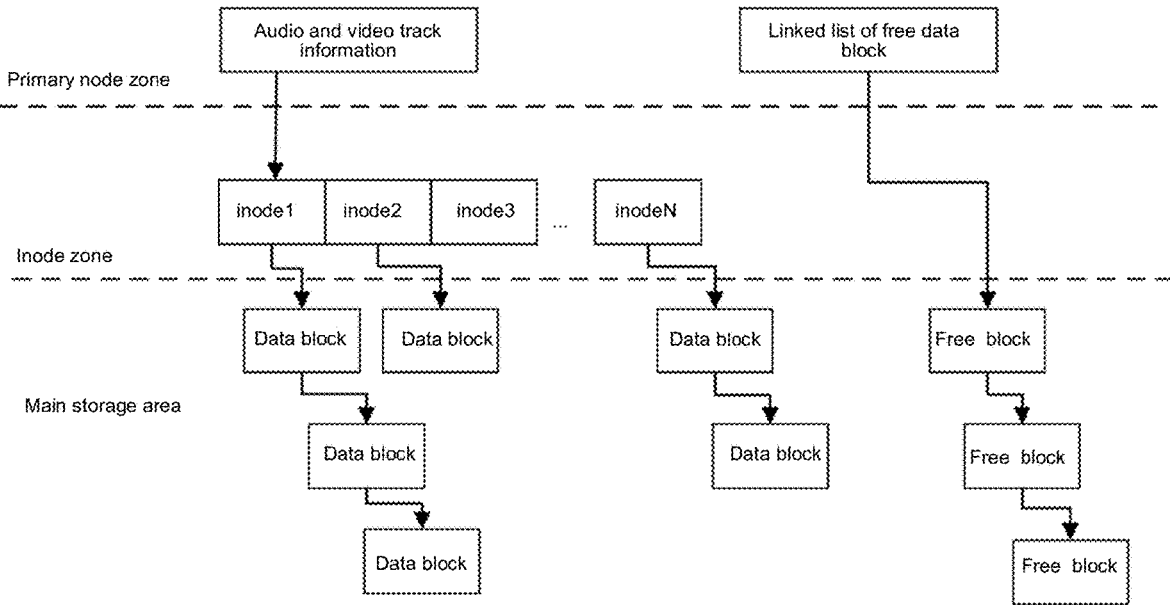 Audio and video track
information
Linked list of free data
block
Primary node zone
inode1
inode2
inode3
...
inodeN
Inode zone
Data block
Data block
Data block
Free block
Main storage area
Data block
Data block
Free block
Data block
Free block